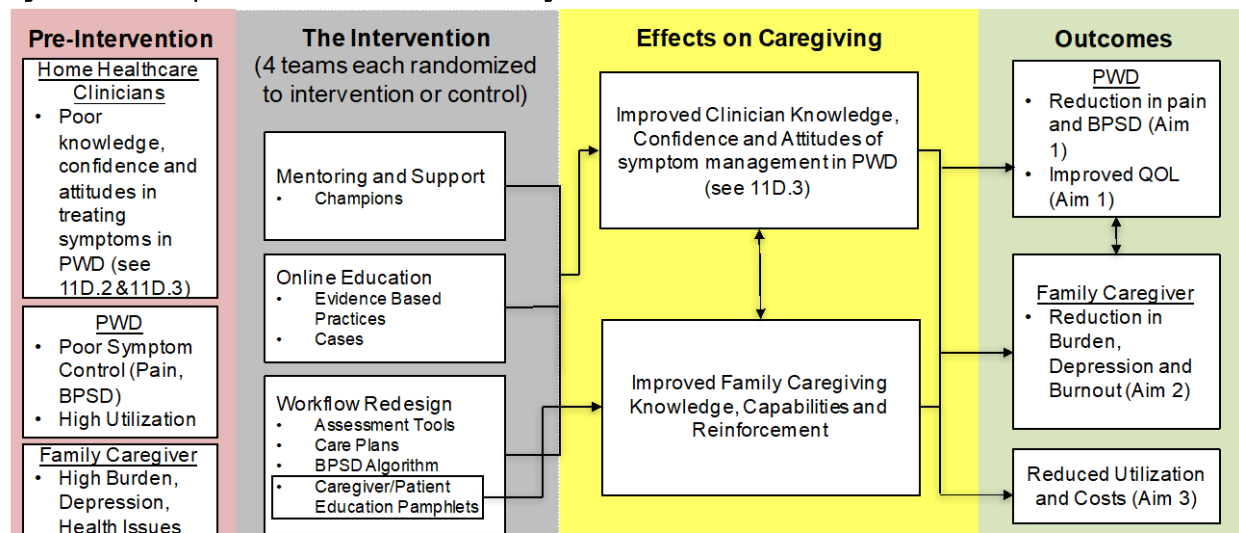 Pre-Intervention
Home Healthcare
Clinicians
• Poor
knowledge,
confidence and
attitudes in
treating
symptoms in
PWD (see
11D.2 &11D.3)
PWD
• Poor Symptom
Control (Pain,
BPSD)
• High Utilization
Family Caregiver
• High Burden,
Depression,
Health Issues
The Intervention
(4 teams each randomized
to intervention or control)
Mentoring and Support
• Champions
Online Education
• Evidence Based
Practices
• Cases
Workflow Redesign
• Assessment Tools
• Care Plans
• BPSD Algorithm
• Caregiver/Patient
Education Pamphlets
Effects on Caregiving
Improved Clinician Knowledge,
Confidence and Attitudes of
symptom management in PWD
(see 11D.3)
Improved Family Caregiving
Knowledge, Capabilities and
Reinforcement
Outcomes
PWD
• Reduction in pain
and BPSD (Aim
1)
• Improved QOL
(Aim 1)
Family Caregiver
• Reduction in
Burden,
Depression and
Burnout (Aim 2)
Reduced Utilization
and Costs (Aim 3)